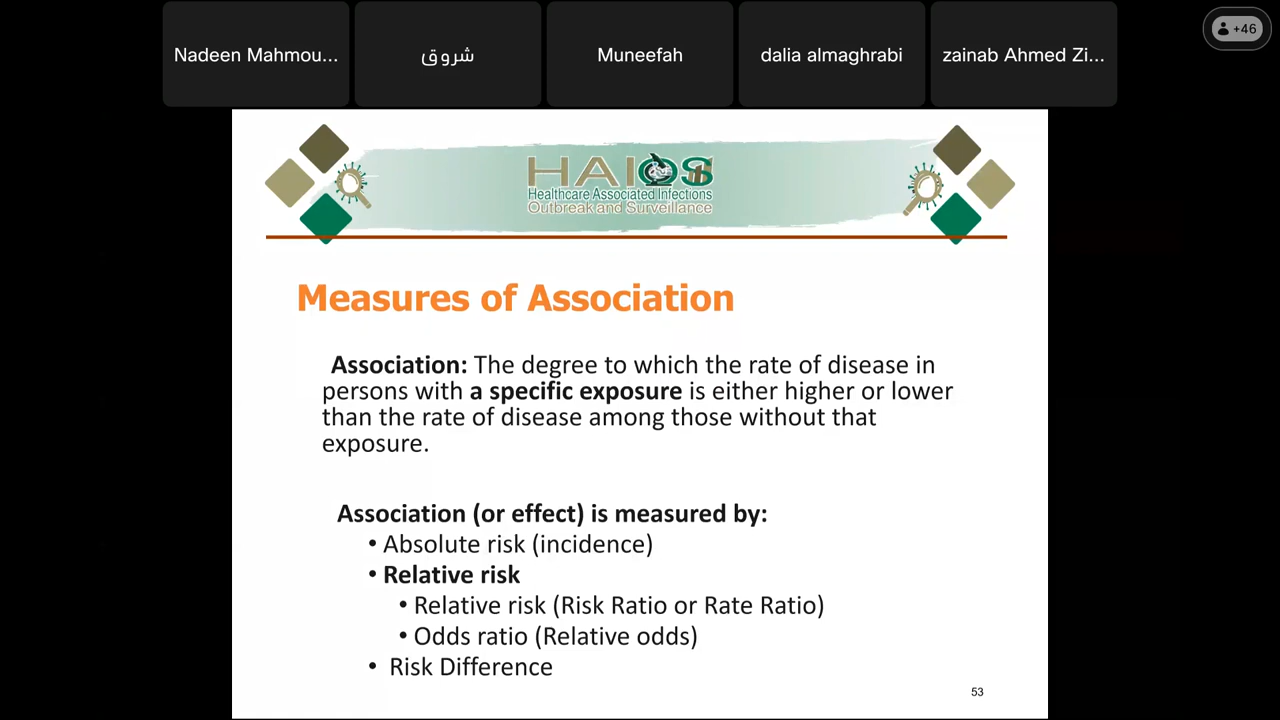 Nadeen Mahmou...
شروق
Muneefah
dalia almaghrabi
zainab Ahmed Zi...
+46
HAIOS
Healthcare Associated Infections
Outbreak and Surveillance
Measures of Association
Association: The degree to which the rate of disease in
persons with a specific exposure is either higher or lower
than the rate of disease among those without that
exposure.
Association (or effect) is measured by:
• Absolute risk (incidence)
• Relative risk
• Relative risk (Risk Ratio or Rate Ratio)
• Odds ratio (Relative odds)
• Risk Difference
53